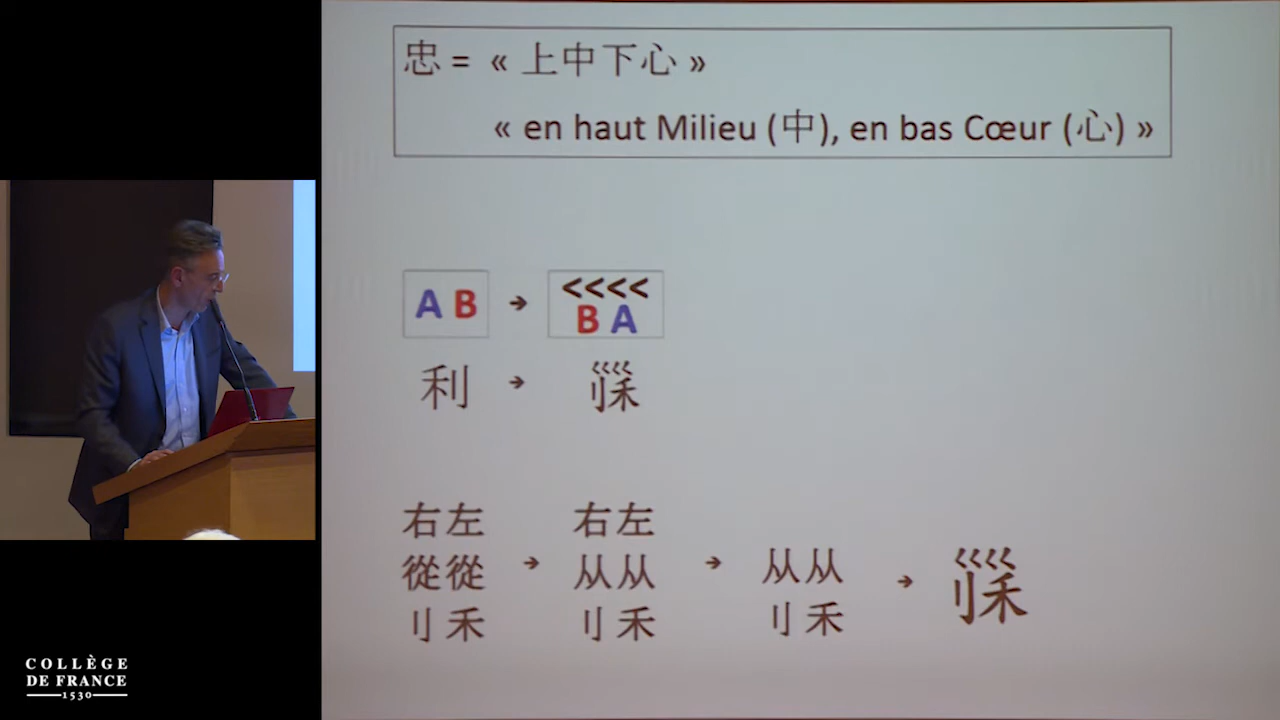 忠 = « 上中下心 »
« en haut Milieu (中), en bas Cœur (心) »
A B → <<<< B A
利 →
右左 右左
從從 → 从从 → 从从 →
刂禾 刂禾 刂禾
COLLÈGE
DE FRANCE
1530